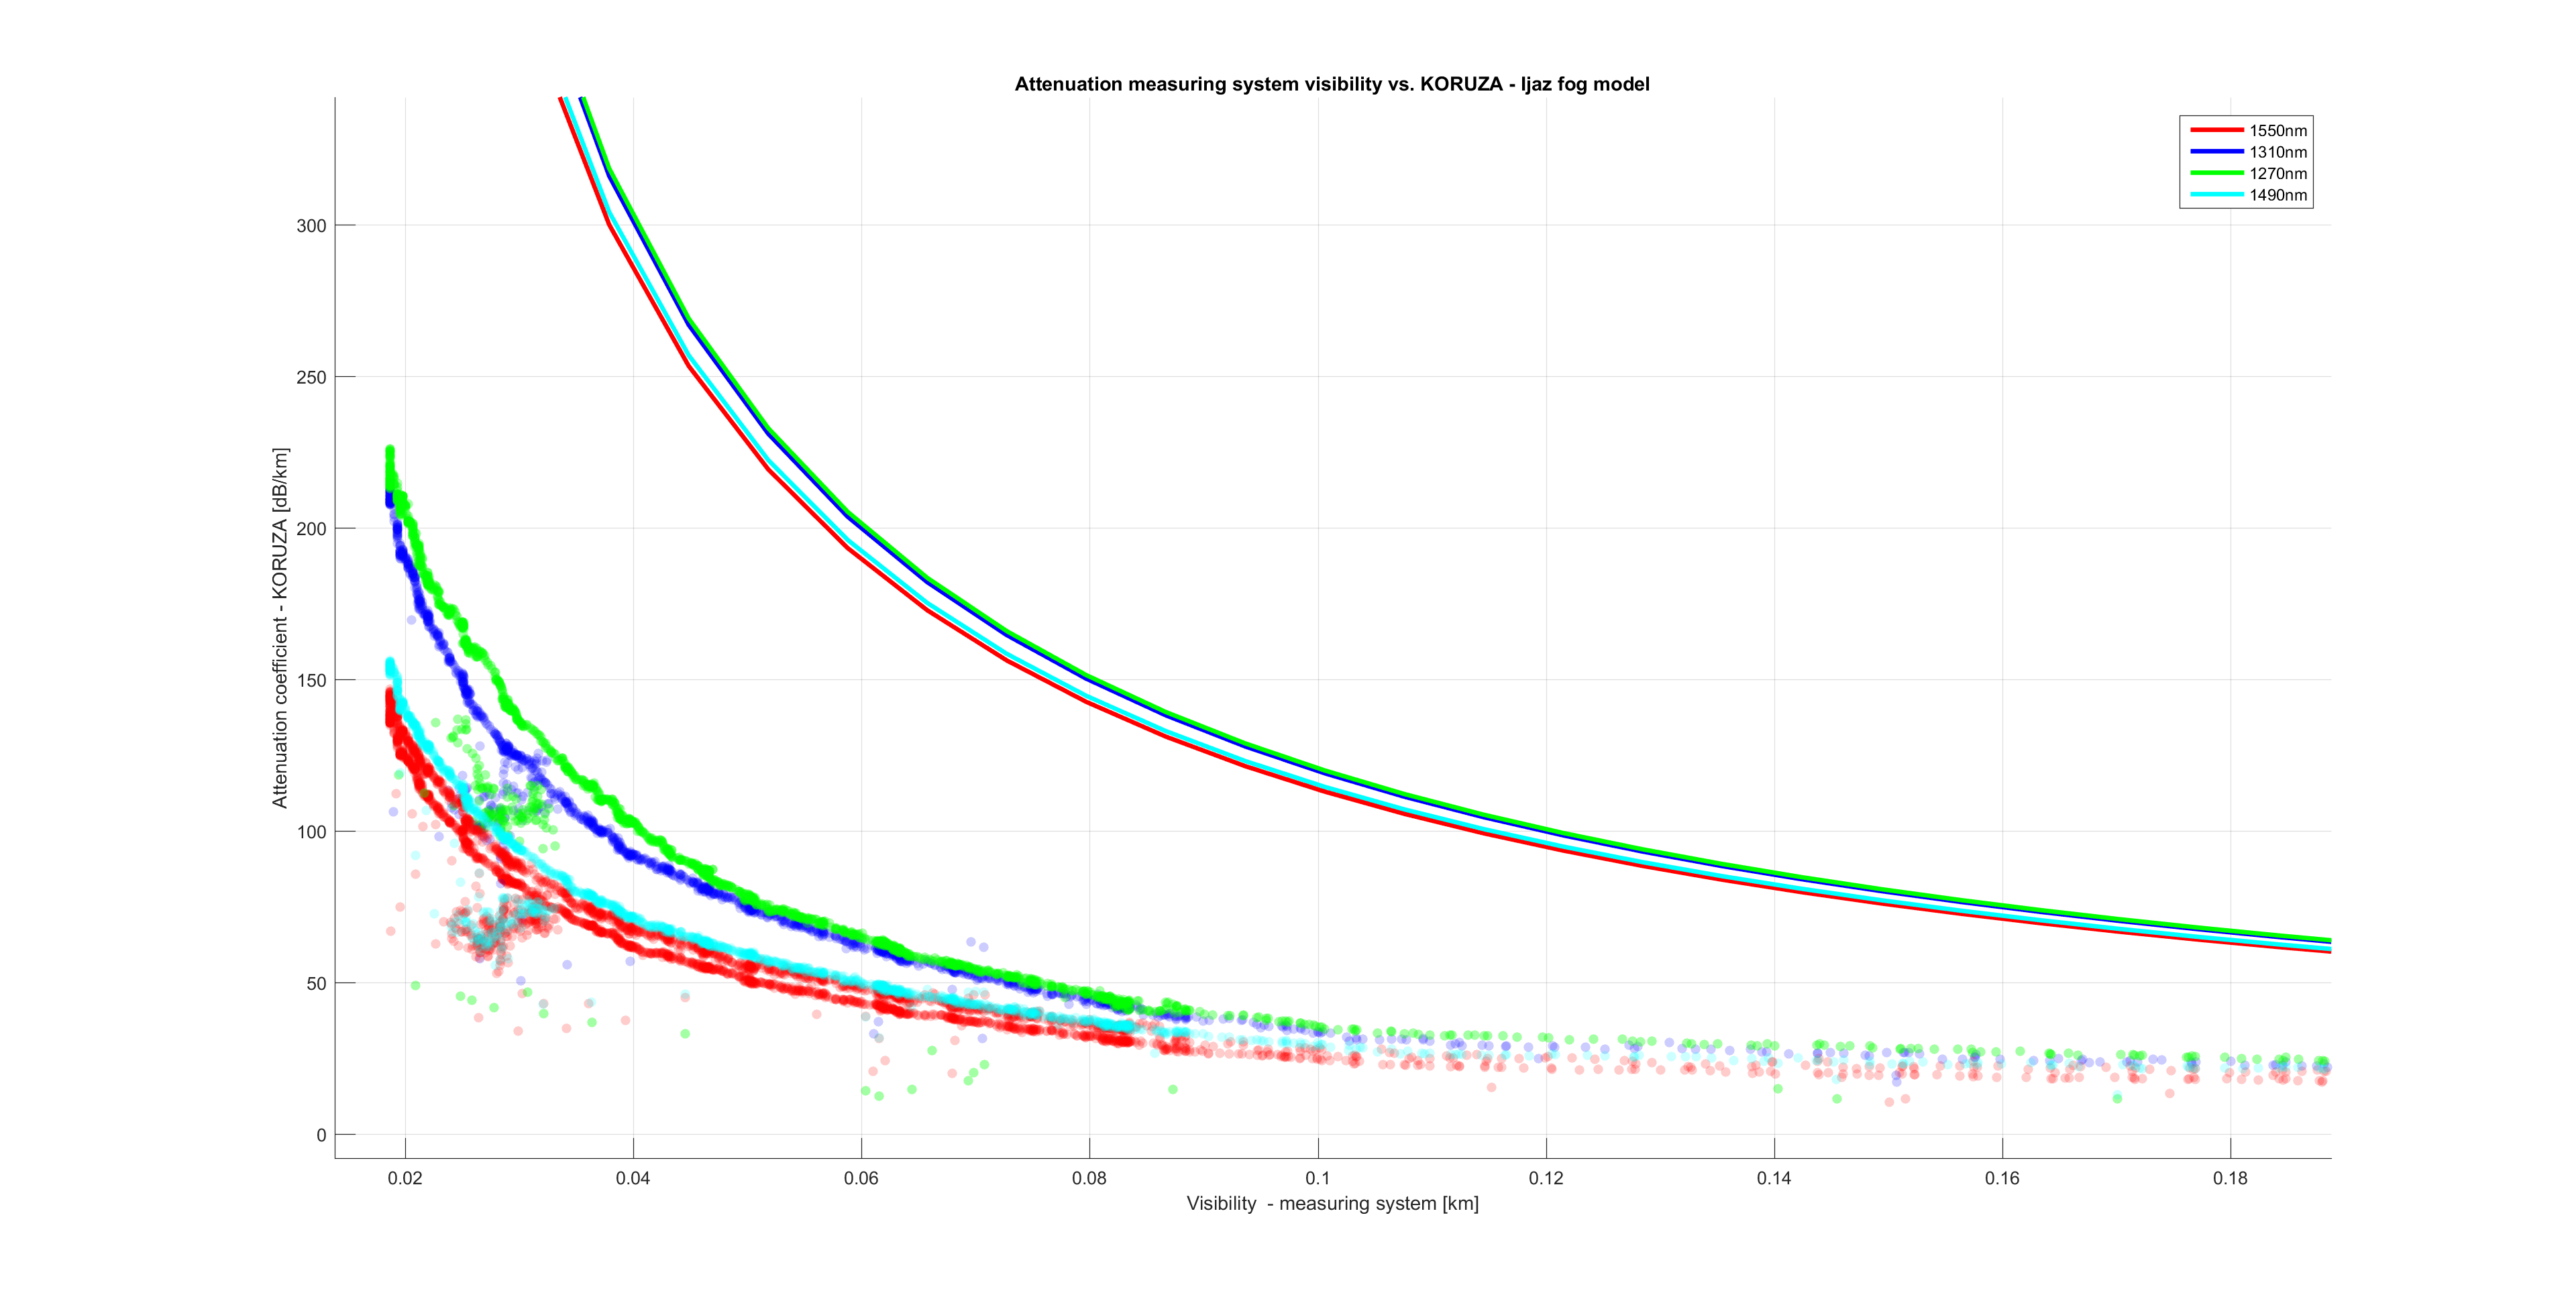 Attenuation measuring system visibility vs. KORUZA - Ijaz fog model
1550nm
1310nm
1270nm
1490nm
300
250
200
150
100
50
0
Attenuation coefficient - KORUZA [dB/km]
0.02 0.04 0.06 0.08 0.1 0.12 0.14 0.16 0.18
Visibility - measuring system [km]